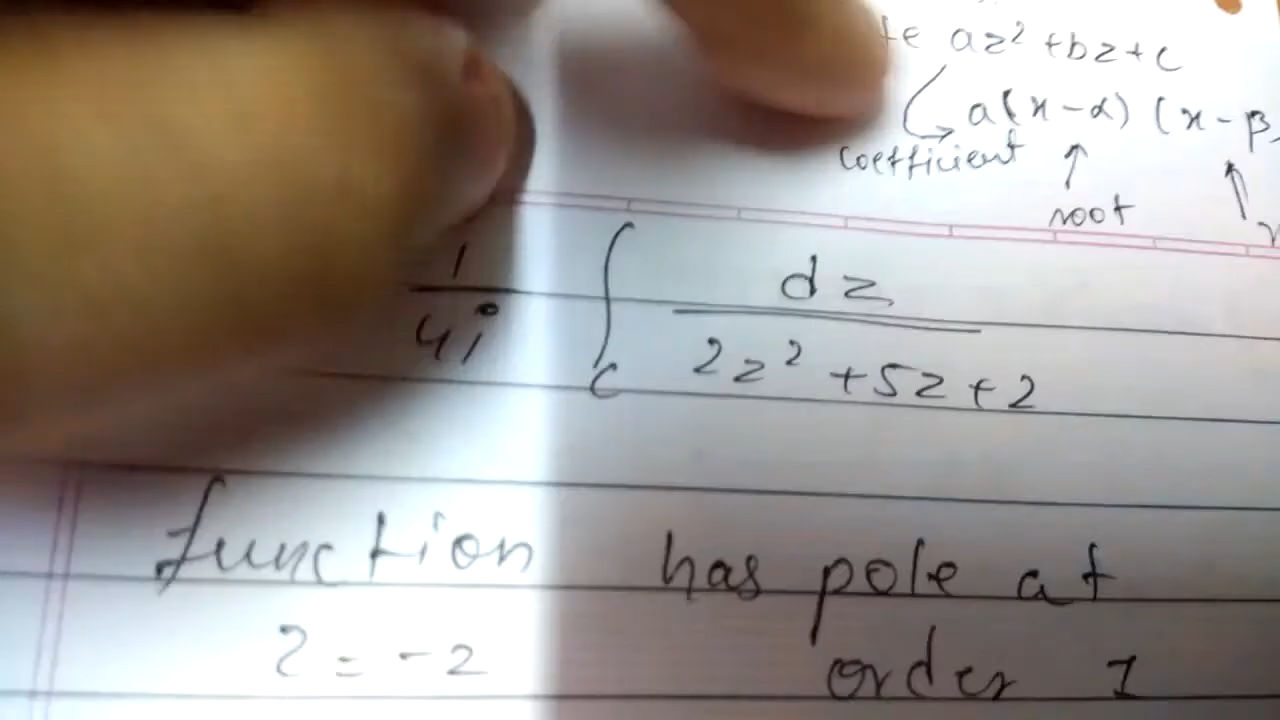 az² + bz + c
a(x-α) (x-β)
coefficient
root
1/4i ∫c dz / 2z² + 5z + 2
function has pole at
z = -2 order 1